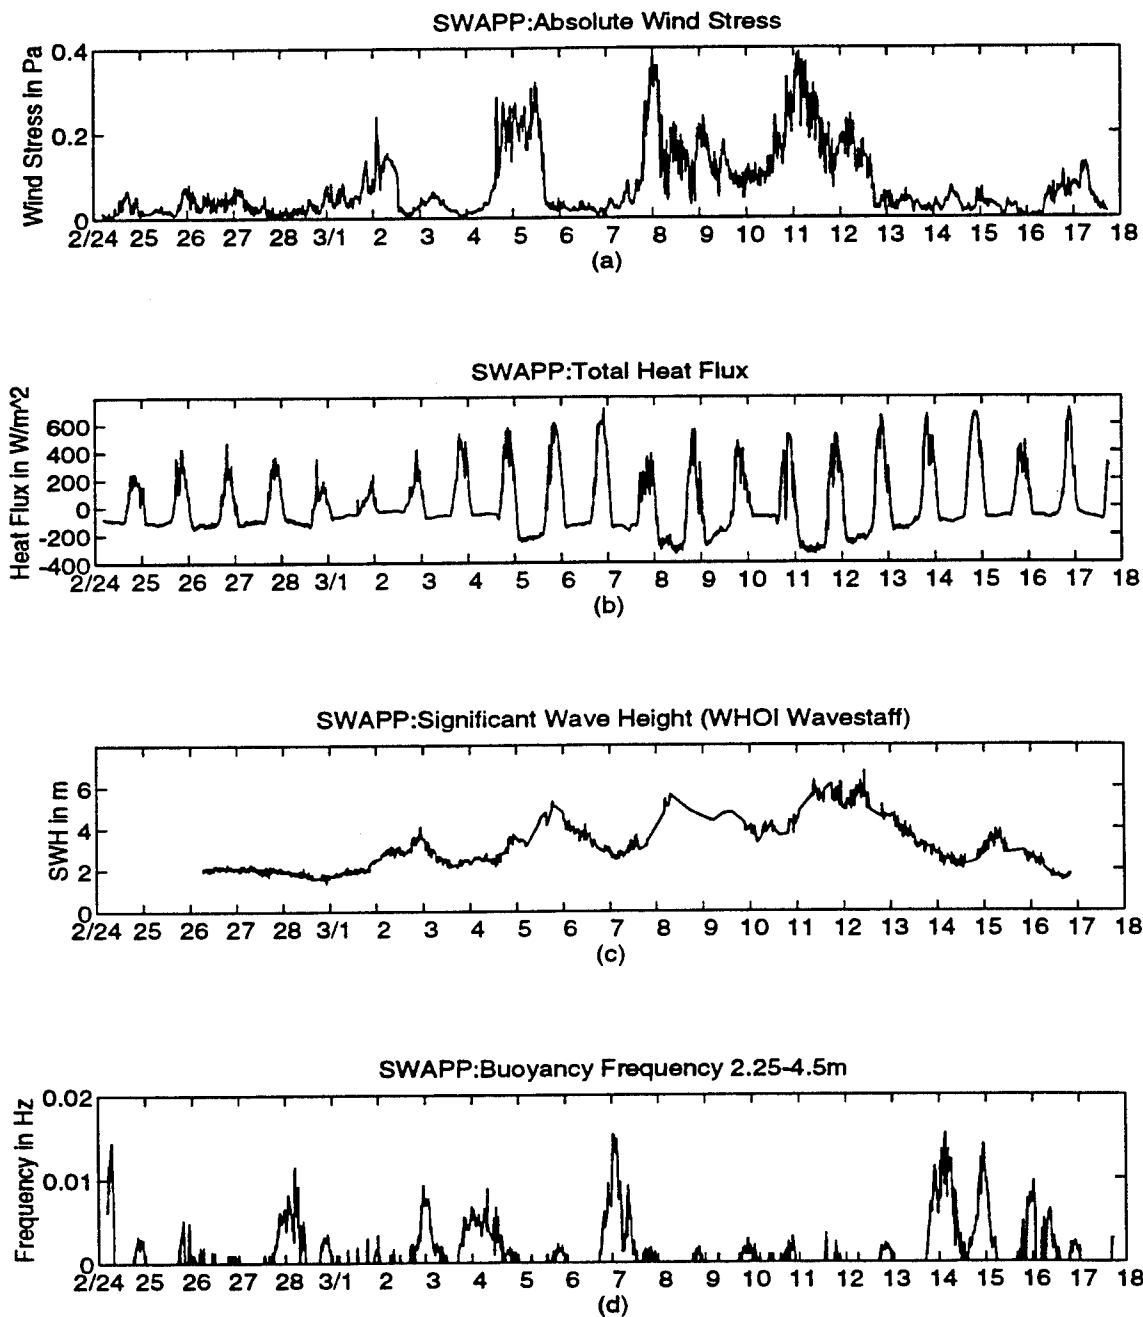 SWAPP:Absolute Wind Stress
Wind Stress in Pa
0.4
0.2
0
2/24 25 26 27 28 3/1 2 3 4 5 6 7 8 9 10 11 12 13 14 15 16 17 18
(a)
SWAPP:Total Heat Flux
Heat Flux in W/m^2
600
400
200
0
-200
-400
2/24 25 26 27 28 3/1 2 3 4 5 6 7 8 9 10 11 12 13 14 15 16 17 18
(b)
SWAPP:Significant Wave Height (WHOI Wavestaff)
SWH in m
6
4
2
0
2/24 25 26 27 28 3/1 2 3 4 5 6 7 8 9 10 11 12 13 14 15 16 17 18
(c)
SWAPP:Buoyancy Frequency 2.25-4.5m
Frequency in Hz
0.02
0.01
0
2/24 25 26 27 28 3/1 2 3 4 5 6 7 8 9 10 11 12 13 14 15 16 17 18
(d)